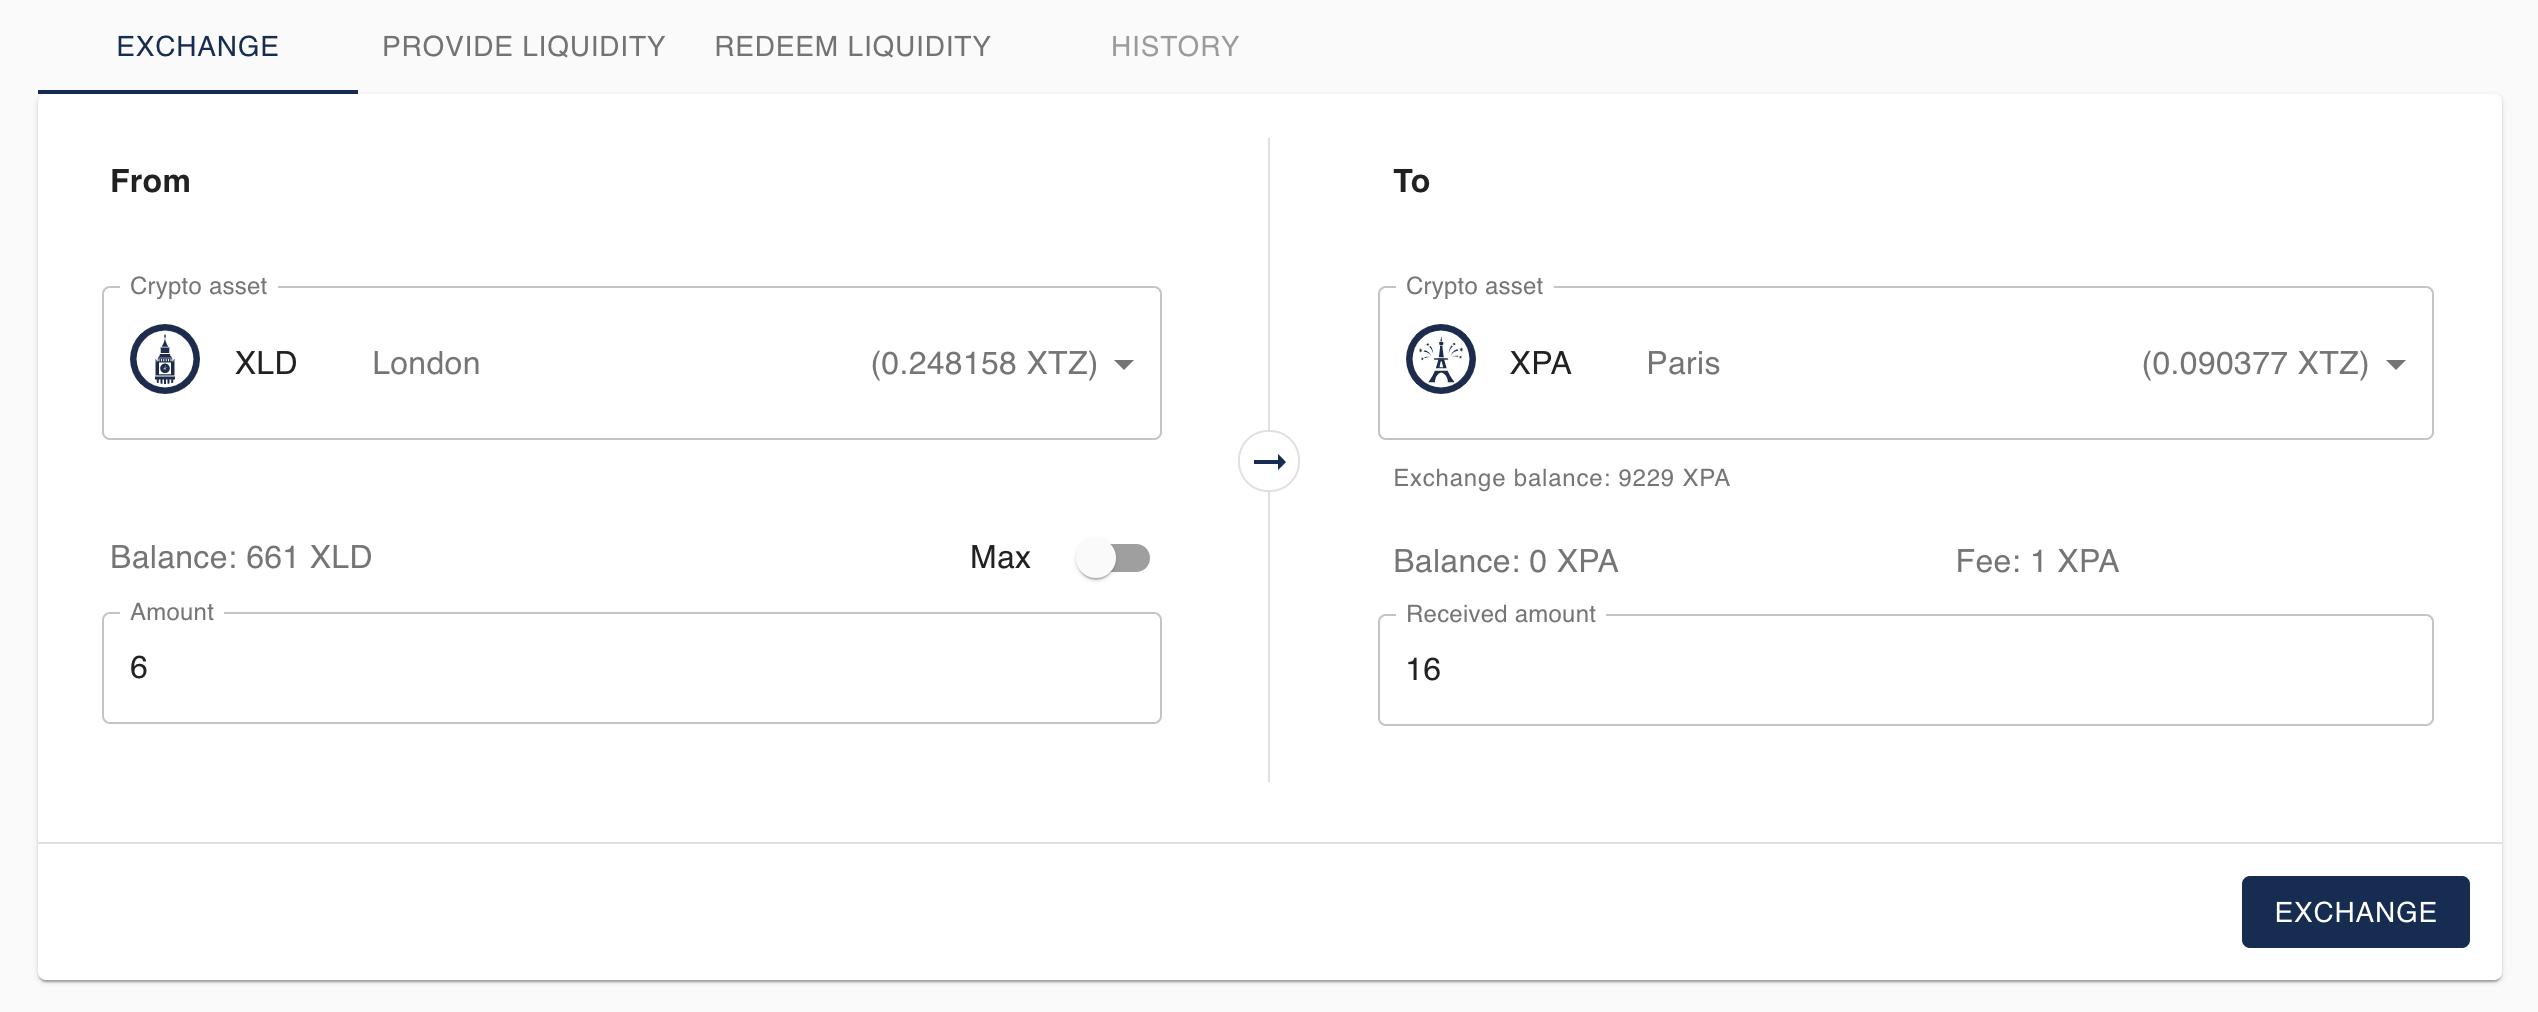 EXCHANGE PROVIDE LIQUIDITY REDEEM LIQUIDITY HISTORY
From
Crypto asset
XLD London (0.248158 XTZ)
Balance: 661 XLD Max
Amount
6
To
Crypto asset
XPA Paris (0.090377 XTZ)
Exchange balance: 9229 XPA
Balance: 0 XPA Fee: 1 XPA
Received amount
16
EXCHANGE